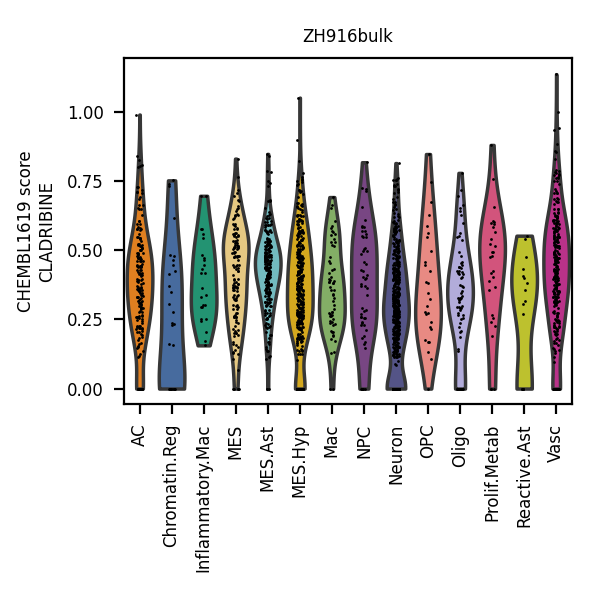 ZH916bulk
CHEMBL1619 score
CLADRIBINE
1.00
0.75
0.50
0.25
0.00
AC
Chromatin.Reg
Inflammatory.Mac
MES
MES.Ast
MES.Hyp
Mac
NPC
Neuron
OPC
Oligo
Prolif.Metab
Reactive.Ast
Vasc